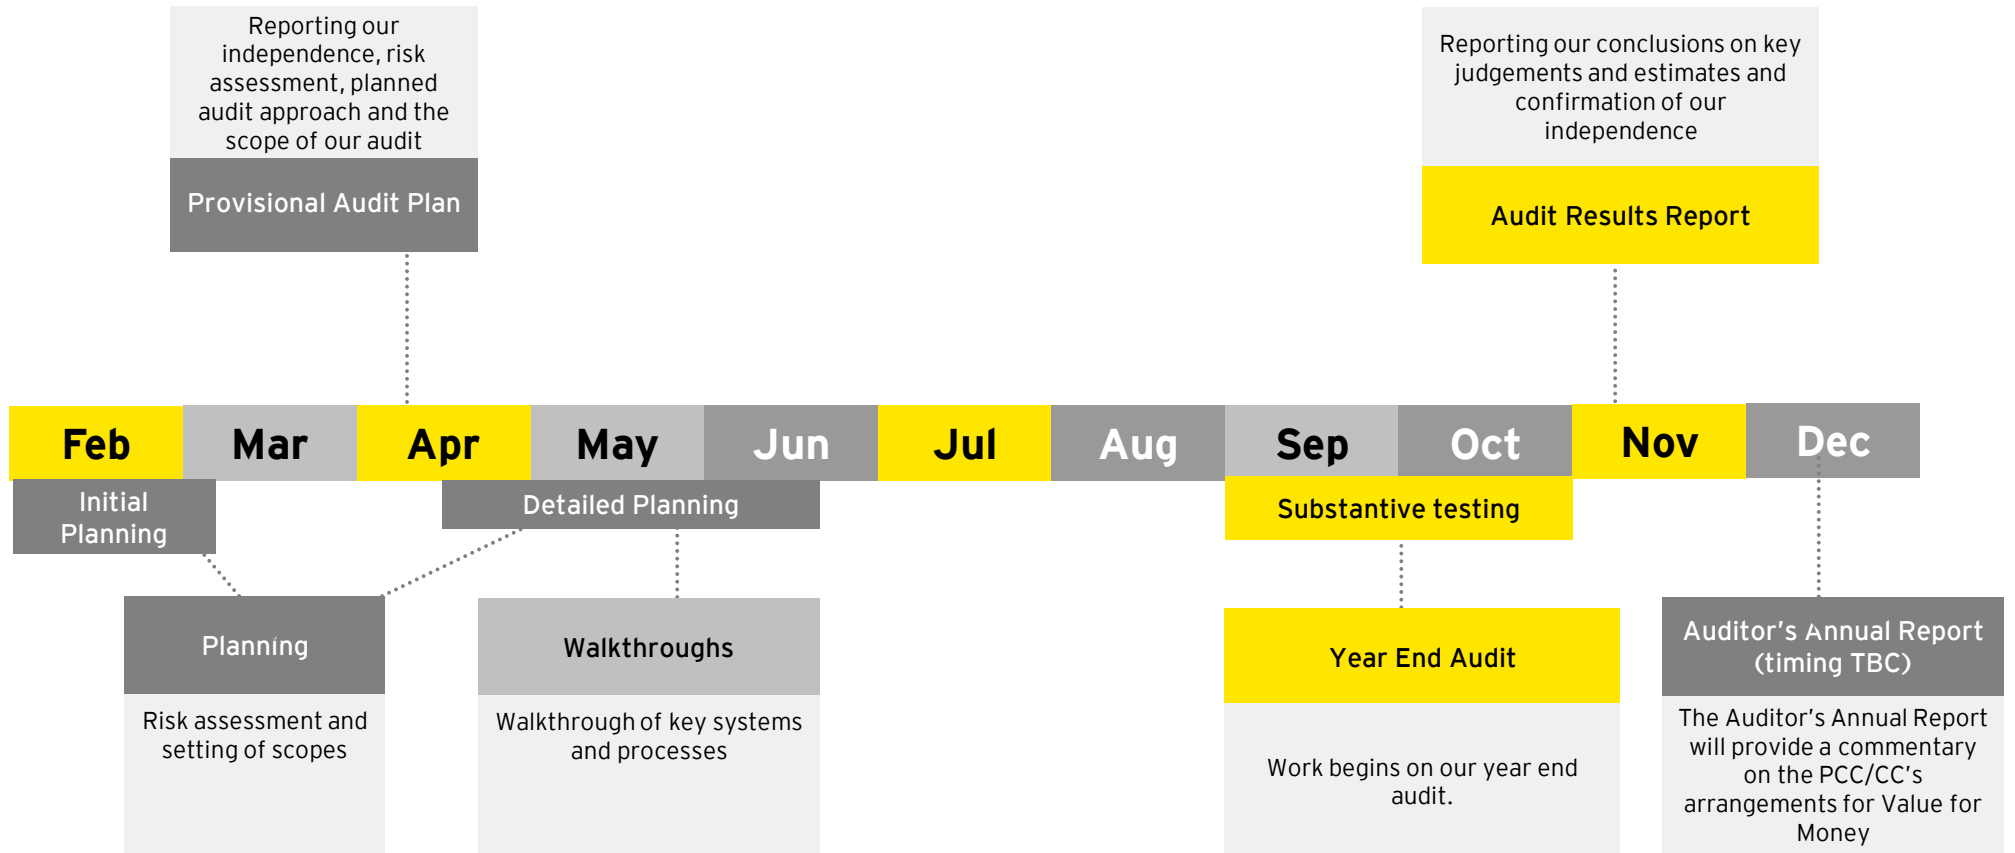 Reporting our
independence, risk
assessment, planned
audit approach and the
scope of our audit
Provisional Audit Plan
Reporting our conclusions on key
judgements and estimates and
confirmation of our
independence
Audit Results Report
Feb
Mar
Apr
May
Jun
Jul
Aug
Sep
Oct
Nov
Dec
Initial
Planning
Detailed Planning
Substantive testing
Planning
Risk assessment and
setting of scopes
Walkthroughs
Walkthrough of key systems
and processes
Year End Audit
Work begins on our year end
audit.
Auditor's Annual Report
(timing TBC)
The Auditor's Annual Report
will provide a commentary
on the PCC/CC's
arrangements for Value for
Money